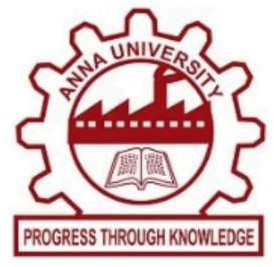 ANNA UNIVERSITY
PROGRESS THROUGH KNOWLEDGE